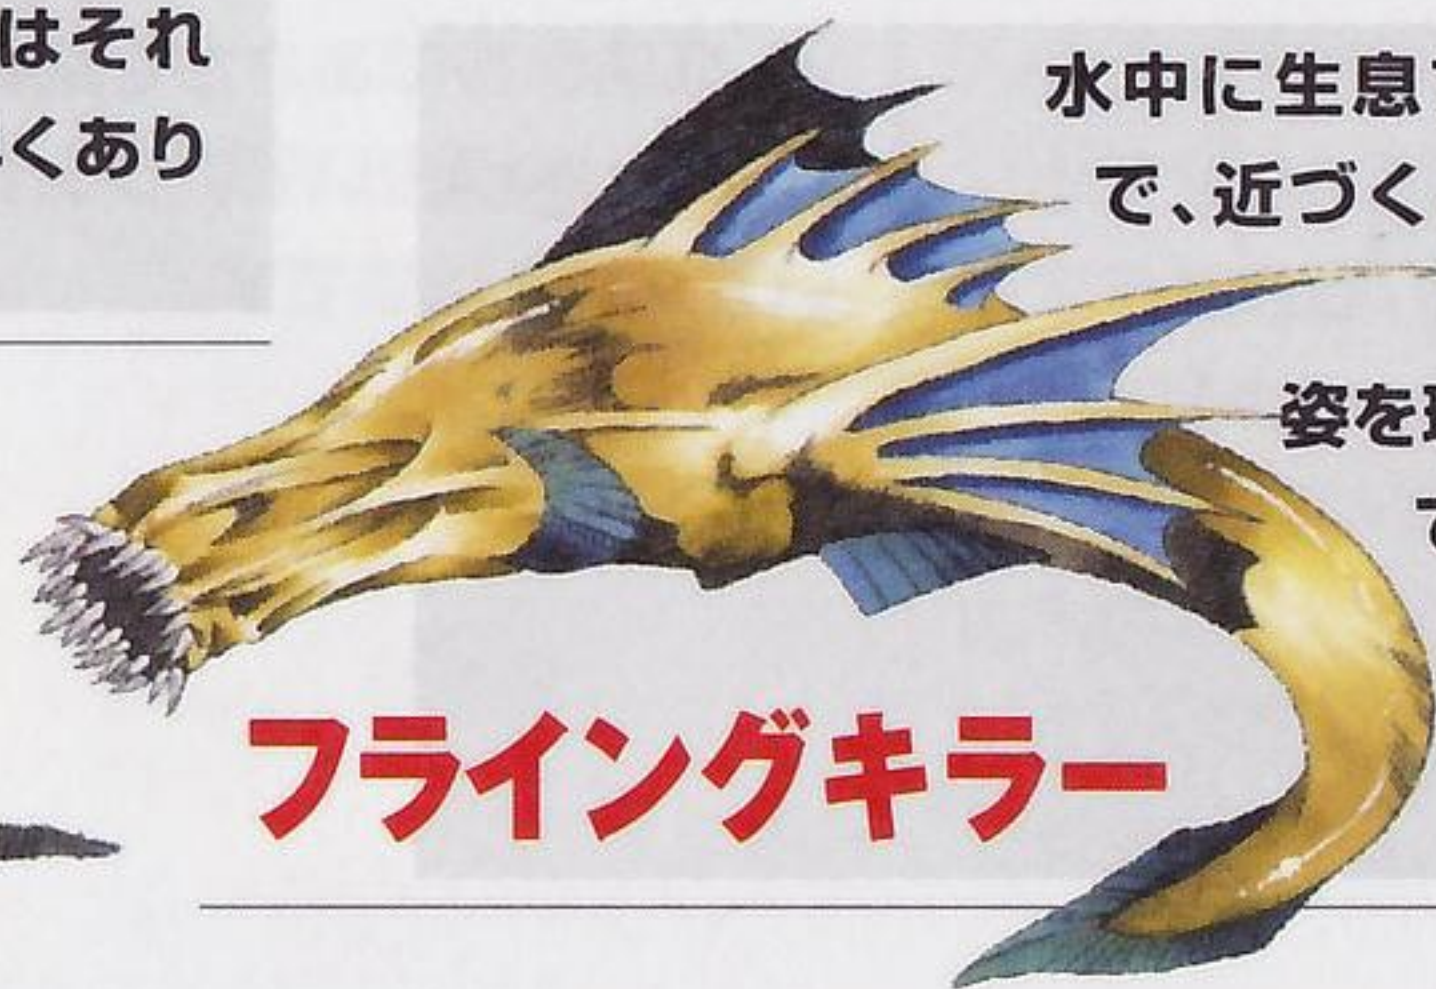 はそれ
くあり
水中に生息
で、近づく
姿を
で
フライングキラー